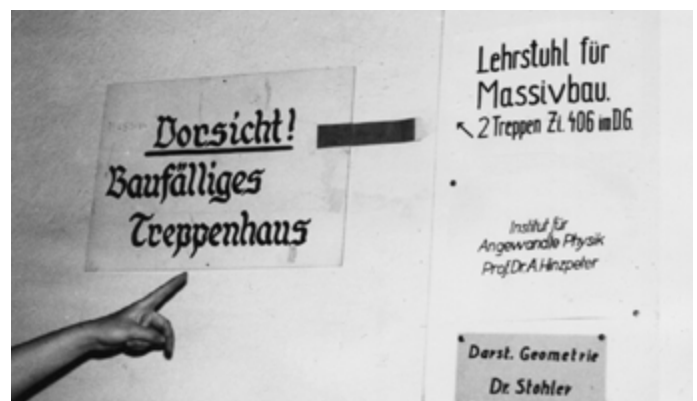 Vorsicht!
Baufälliges
Treppenhaus
Lehrstuhl für
Massivbau.
↖ 2 Treppen Zi. 406 im D.G.
Institut für
Angewandte Physik
Prof. Dr. A. Hinzpeter
Darst. Geometrie
Dr. Stohler